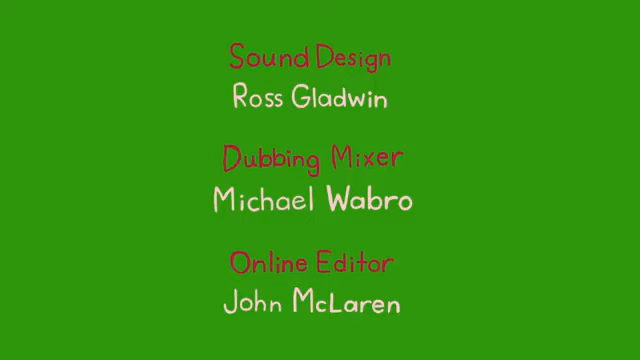 Sound Design
Ross Gladwin
Dubbing Mixer
Michael Wabro
Online Editor
John McLaren